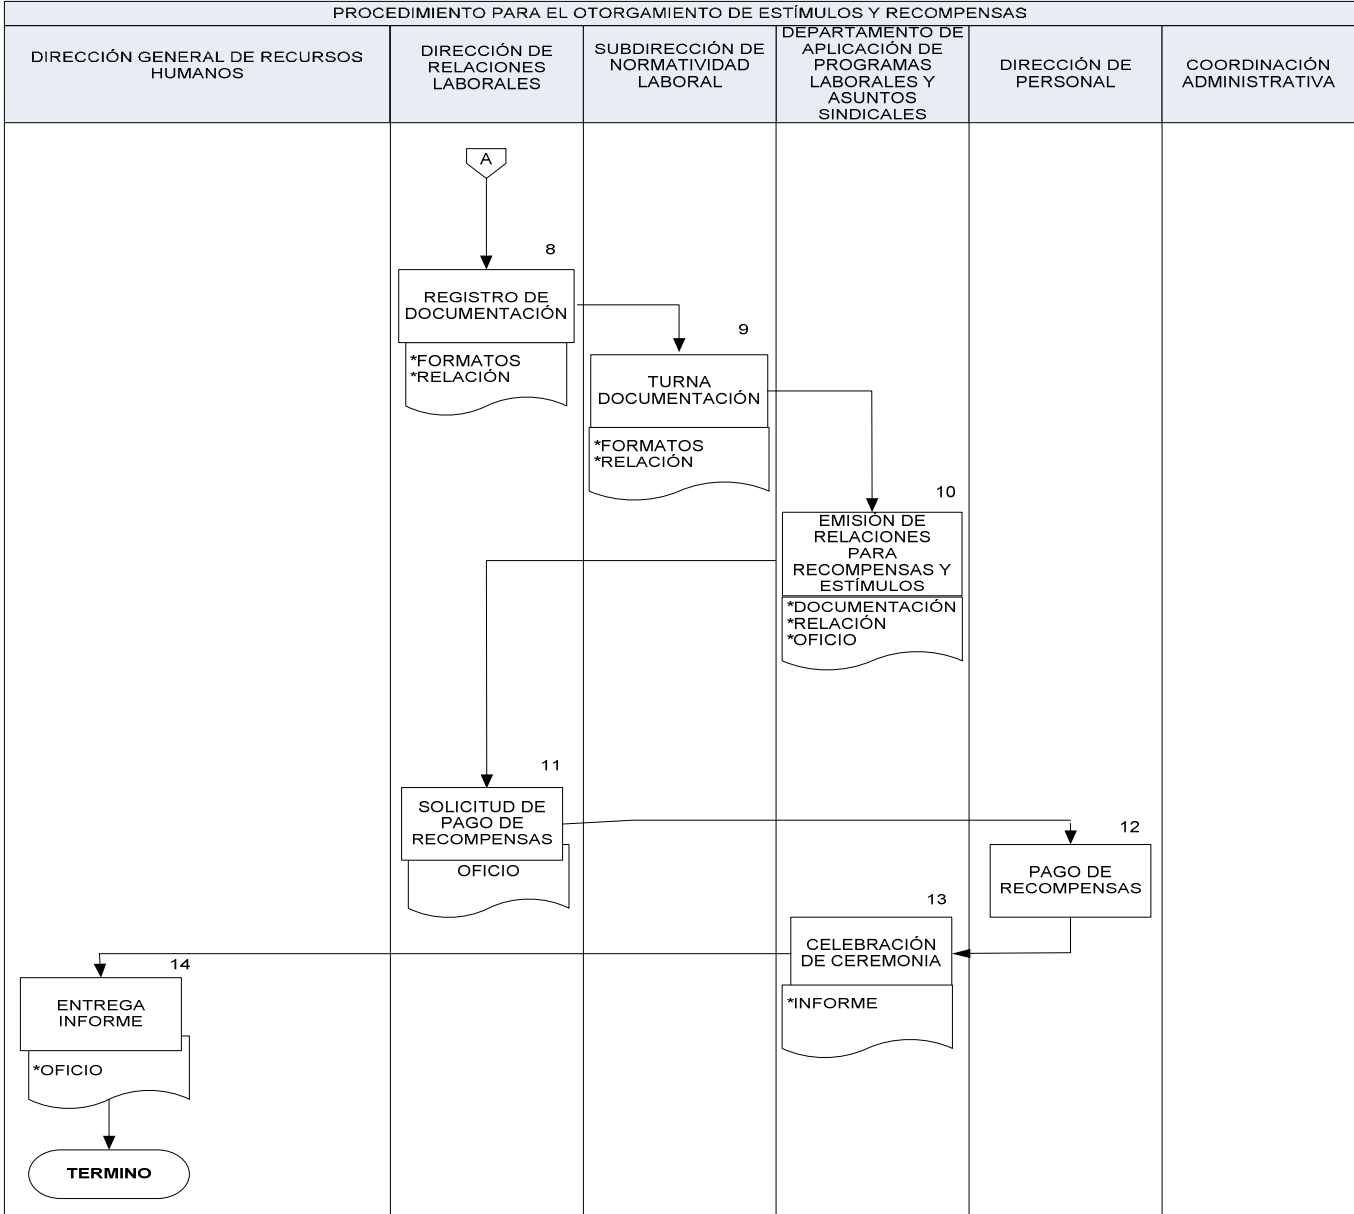 PROCEDIMIENTO PARA EL OTORGAMIENTO DE ESTÍMULOS Y RECOMPENSAS
DIRECCIÓN GENERAL DE RECURSOS
HUMANOS
DIRECCIÓN DE
RELACIONES
LABORALES
SUBDIRECCIÓN DE
NORMATIVIDAD
LABORAL
DEPARTAMENTO DE
APLICACIÓN DE
PROGRAMAS
LABORALES Y
ASUNTOS
SINDICALES
DIRECCIÓN DE
PERSONAL
COORDINACIÓN
ADMINISTRATIVA
A
8
REGISTRO DE
DOCUMENTACIÓN
*FORMATOS
*RELACIÓN
9
TURNA
DOCUMENTACIÓN
*FORMATOS
*RELACIÓN
10
EMISIÓN DE
RELACIONES
PARA
RECOMPENSAS Y
ESTÍMULOS
*DOCUMENTACIÓN
*RELACIÓN
*OFICIO
11
SOLICITUD DE
PAGO DE
RECOMPENSAS
OFICIO
12
PAGO DE
RECOMPENSAS
13
CELEBRACIÓN
DE CEREMONIA
*INFORME
14
ENTREGA
INFORME
*OFICIO
TERMINO